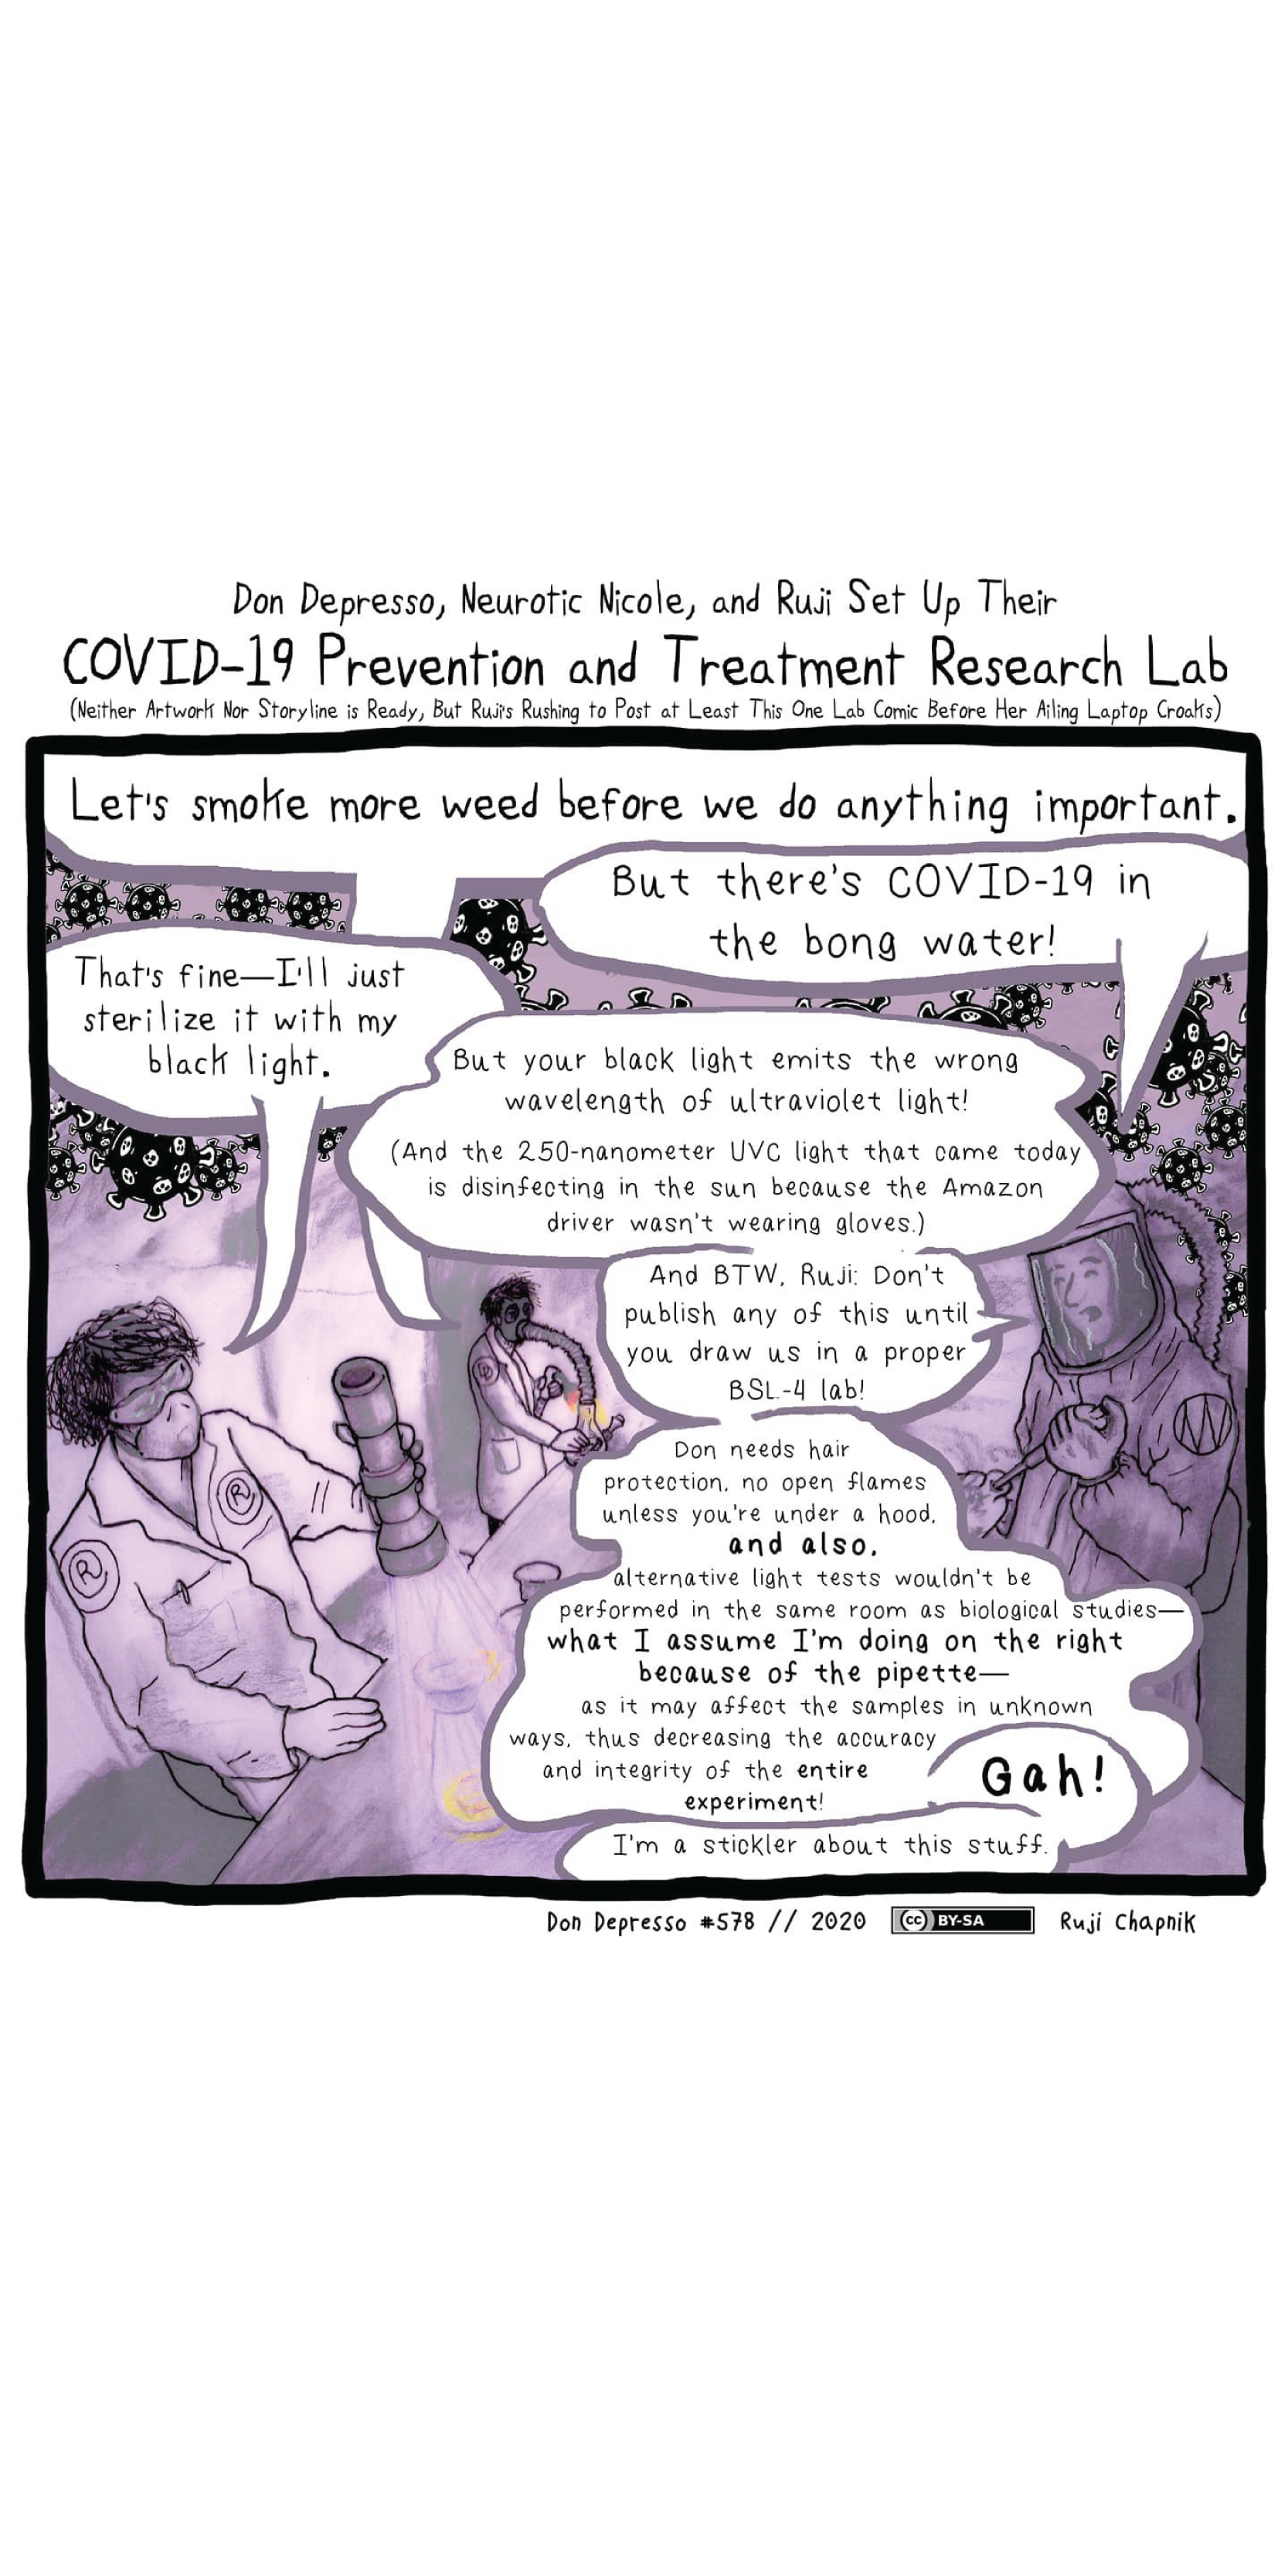 Don Depresso, Neurotic Nicole, and Ruji Set Up Their
COVID-19 Prevention and Treatment Research Lab
(Neither Artwork Nor Storyline is Ready, But Ruji's Rushing to Post at Least This One Lab Comic Before Her Ailing Laptop Croaks)
Let's smoke more weed before we do anything important.
But there's COVID-19 in
the bong water!
That's fine—I'll just
sterilize it with my
black light.
But your black light emits the wrong
wavelength of ultraviolet light!
(And the 250-nanometer UVC light that came today
is disinfecting in the sun because the Amazon
driver wasn't wearing gloves.)
And BTW, Ruji: Don't
publish any of this until
you draw us in a proper
BSL-4 lab!
Don needs hair
protection, no open flames
unless you're under a hood,
and also,
alternative light tests wouldn't be
performed in the same room as biological studies—
what I assume I'm doing on the right
because of the pipette—
as it may affect the samples in unknown
ways, thus decreasing the accuracy
and integrity of the entire
experiment!
Gah!
I'm a stickler about this stuff.
R
R
N
Don Depresso #578 // 2020 cc BY-SA Ruji Chapnik